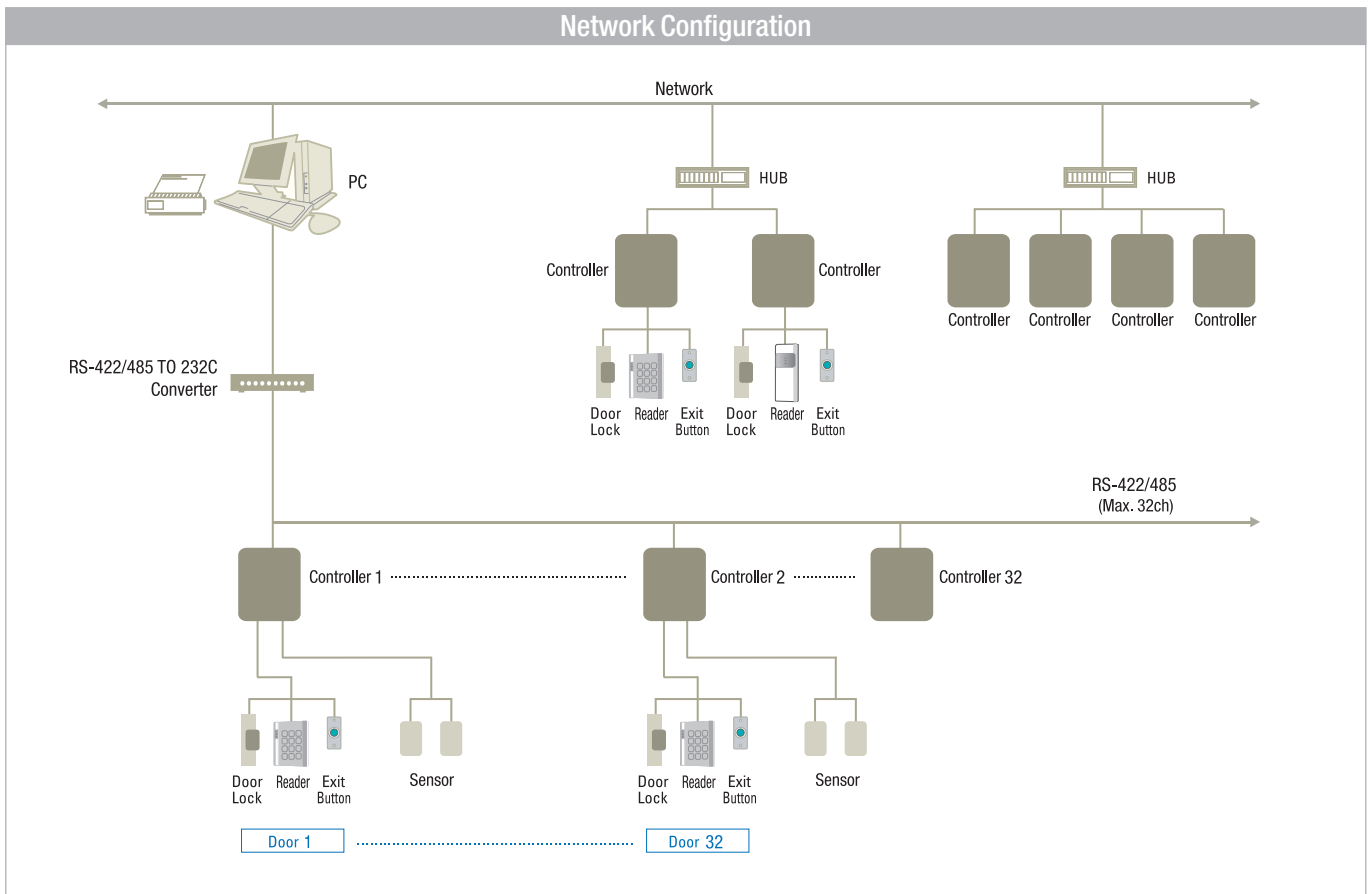 Network Configuration
Network
PC
HUB
HUB
Controller
Controller
Controller
Controller
Controller
Controller
Door
Lock
Reader
Exit
Button
Door
Lock
Reader
Exit
Button
RS-422/485 TO 232C
Converter
RS-422/485
(Max. 32ch)
Controller 1
Controller 2
Controller 32
Door
Lock
Reader
Exit
Button
Sensor
Door
Lock
Reader
Exit
Button
Sensor
Door 1
Door 32